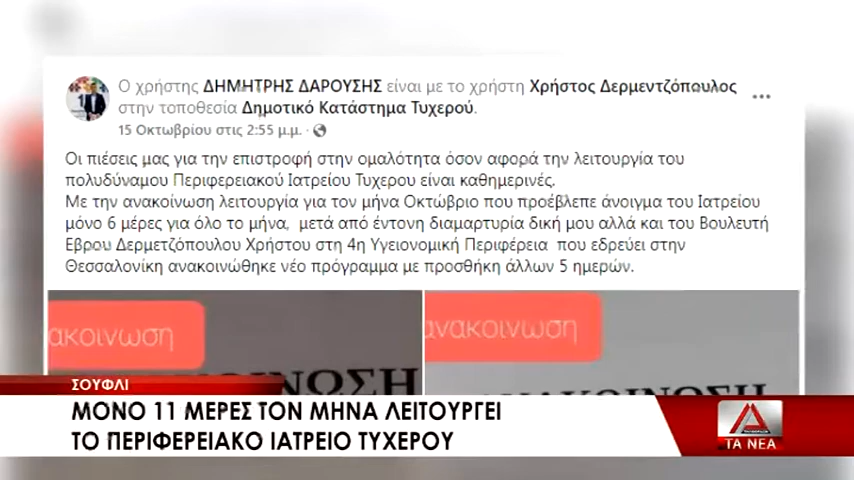 Ο χρήστης ΔΗΜΗΤΡΗΣ ΔΑΡΟΥΣΗΣ είναι με το χρήστη Χρήστος Δερμεντζόπουλος
στην τοποθεσία Δημοτικό Κατάστημα Τυχερού.
15 Οκτωβρίου στις 2:55 μ.μ. ·
Οι πιέσεις μας για την επιστροφή στην ομαλότητα όσον αφορά την λειτουργία του
πολυδύναμου Περιφερειακού Ιατρείου Τυχερου είναι καθημερινές.
Με την ανακοίνωση λειτουργία για τον μήνα Οκτώβριο που προέβλεπε άνοιγμα του Ιατρείου
μόνο 6 μέρες για όλο το μήνα, μετά από έντονη διαμαρτυρία δική μου αλλά και του Βουλευτή
Εβρου Δερμετζόπουλου Χρήστου στη 4η Υγειονομική Περιφέρεια που εδρεύει στην
Θεσσαλονίκη ανακοινώθηκε νέο πρόγραμμα με προσθήκη άλλων 5 ημερών.
νακοινωση
ανακοινωση
ΙΝΩΣΗ
ΑΝΑΚΟΙΝΩΣΗ
ΣΟΥΦΛΙ
ΜΟΝΟ 11 ΜΕΡΕΣ ΤΟΝ ΜΗΝΑ ΛΕΙΤΟΥΡΓΕΙ
ΤΟ ΠΕΡΙΦΕΡΕΙΑΚΟ ΙΑΤΡΕΙΟ ΤΥΧΕΡΟΥ
ΤΑ ΝΕΑ